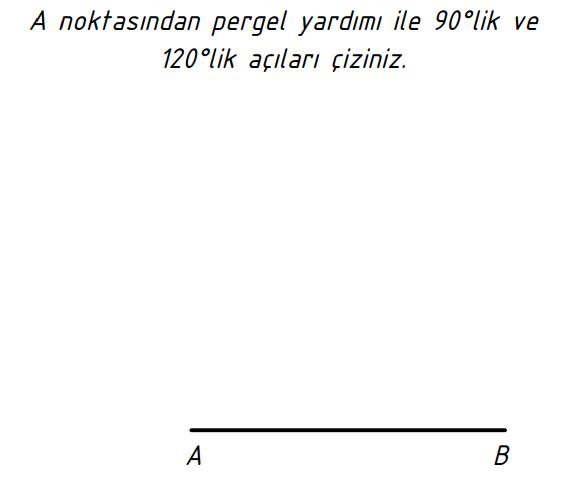 A noktasından pergel yardımı ile 90°lik ve
120°lik açıları çiziniz.
A B